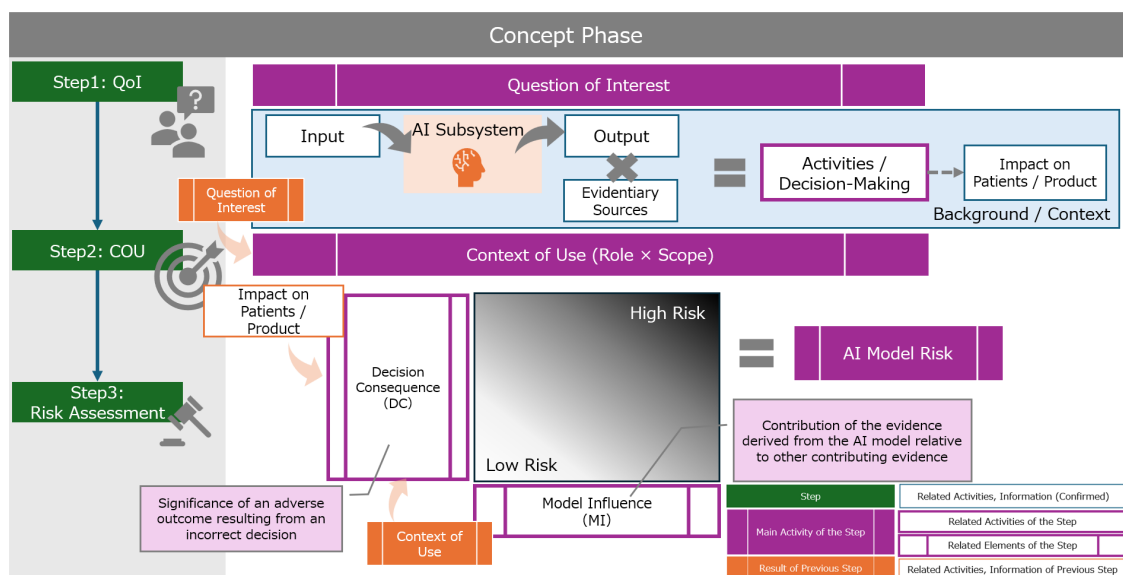 Concept Phase
Step1: QoI
?
Question of Interest
Input
AI Subsystem
Output
Evidentiary
Sources
Activities /
Decision-Making
Impact on
Patients / Product
Background / Context
Question of
Interest
Step2: COU
Context of Use (Role × Scope)
Impact on
Patients /
Product
Decision
Consequence
(DC)
High Risk
Low Risk
AI Model Risk
Step3:
Risk Assessment
Contribution of the evidence
derived from the AI model relative
to other contributing evidence
Significance of an adverse
outcome resulting from an
incorrect decision
Model Influence
(MI)
Context of
Use
Step
Related Activities, Information (Confirmed)
Main Activity of the Step
Related Activities of the Step
Related Elements of the Step
Result of Previous Step
Related Activities, Information of Previous Step